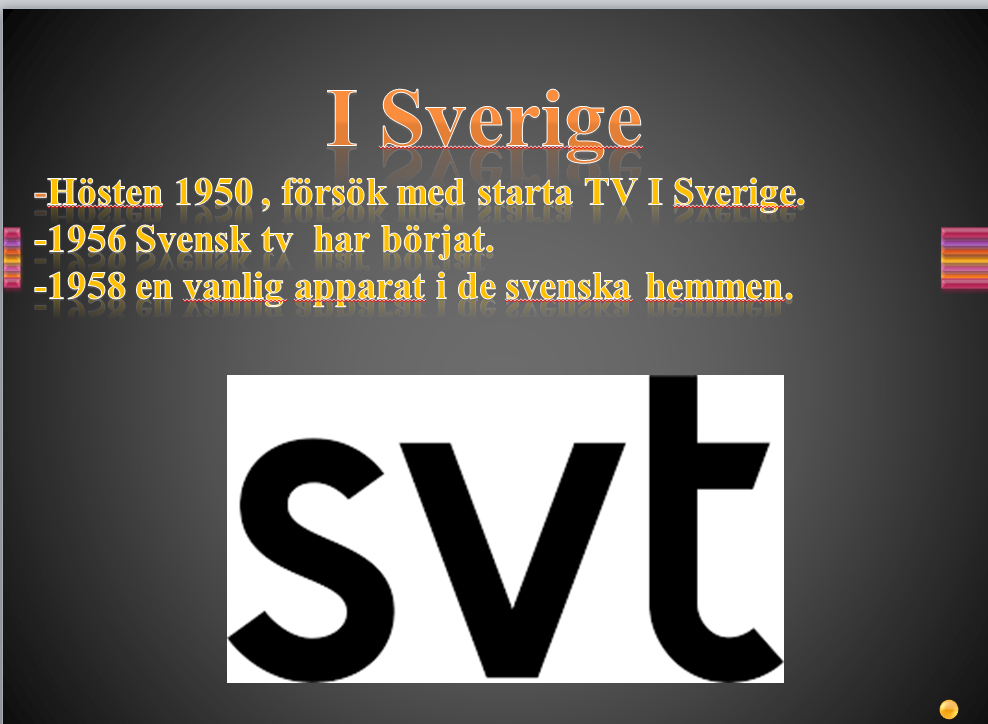 I Sverige
-Hösten 1950 , försök med starta TV I Sverige.
-1956 Svensk tv  har börjat.
-1958 en vanlig apparat i de svenska hemmen.
svt